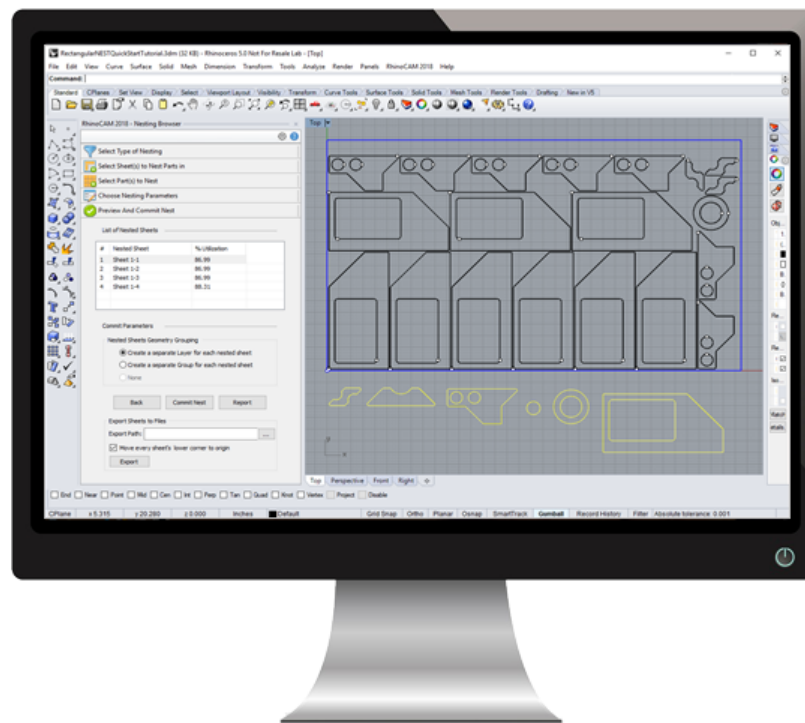 RectangularNESTQuickStartTutorial.3dm (32 KB) - Rhinoceros 5.0 Not For Resale Lab - [Top]
File Edit View Curve Surface Solid Mesh Dimension Transform Tools Analyze Render Panels RhinoCAM 2018 Help
Command:
Standard CPlanes Set View Display Select Viewport Layout Visibility Transform Curve Tools Surface Tools Solid Tools Mesh Tools Render Tools Drafting New in V5
RhinoCAM 2018 - Nesting Browser
Top
Select Type of Nesting
Select Sheet(s) to Nest Parts in
Select Part(s) to Nest
Choose Nesting Parameters
Preview And Commit Nest
List of Nested Sheets
# Nested Sheet % Utilization
1 Sheet 1-1 86.99
2 Sheet 1-2 86.99
3 Sheet 1-3 86.99
4 Sheet 1-4 88.31
Commit Parameters
Nested Sheets Geometry Grouping
Create a separate Layer for each nested sheet
Create a separate Group for each nested sheet
None
Back Commit Nest Report
Export Sheets to Files
Export Path: ...
Move every sheet's lower corner to origin
Export
y
x
Obj...
Re...
Re...
Iso...
Match
etails.
Top Perspective Front Right
End Near Point Mid Cen Int Perp Tan Quad Knot Vertex Project Disable
CPlane x 5.315 y 20.280 z 0.000 Inches Default Grid Snap Ortho Planar Osnap SmartTrack Gumball Record History Filter Absolute tolerance: 0.001